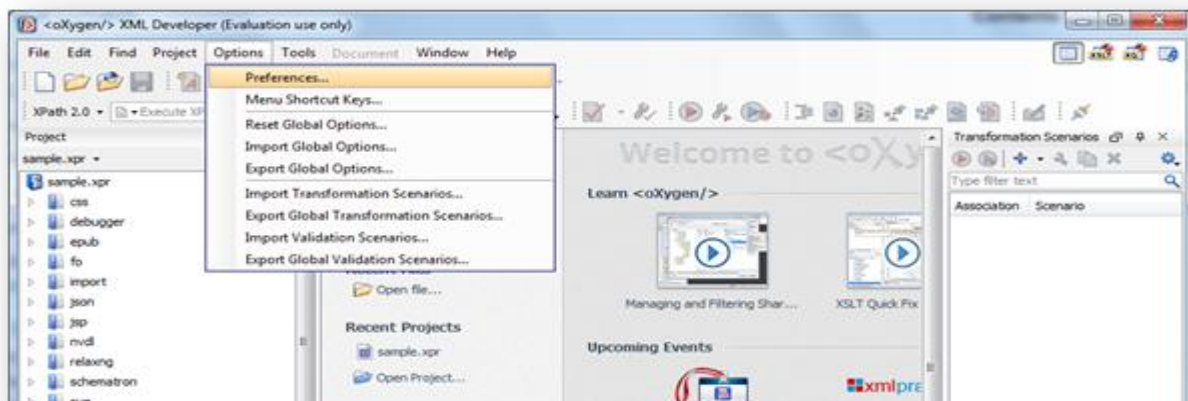 <oXygen/> XML Developer (Evaluation use only)
File Edit Find Project Options Tools Document Window Help
Preferences...
Menu Shortcut Keys...
Reset Global Options...
Import Global Options...
Export Global Options...
Import Transformation Scenarios...
Export Global Transformation Scenarios...
Import Validation Scenarios...
Export Global Validation Scenarios...
XPath 2.0 Execute XP
Project
sample.xpr
sample.xpr
css
debugger
epub
fo
import
json
jsp
nvdl
relaxng
schematron
Open file...
Recent Projects
sample.xpr
Open Project...
Welcome to <oXy
Learn <oXygen/>
Managing and Filtering Shar...
XSLT Quick Fix
Upcoming Events
xmlpre
Transformation Scenarios
Type filter text
Association Scenario